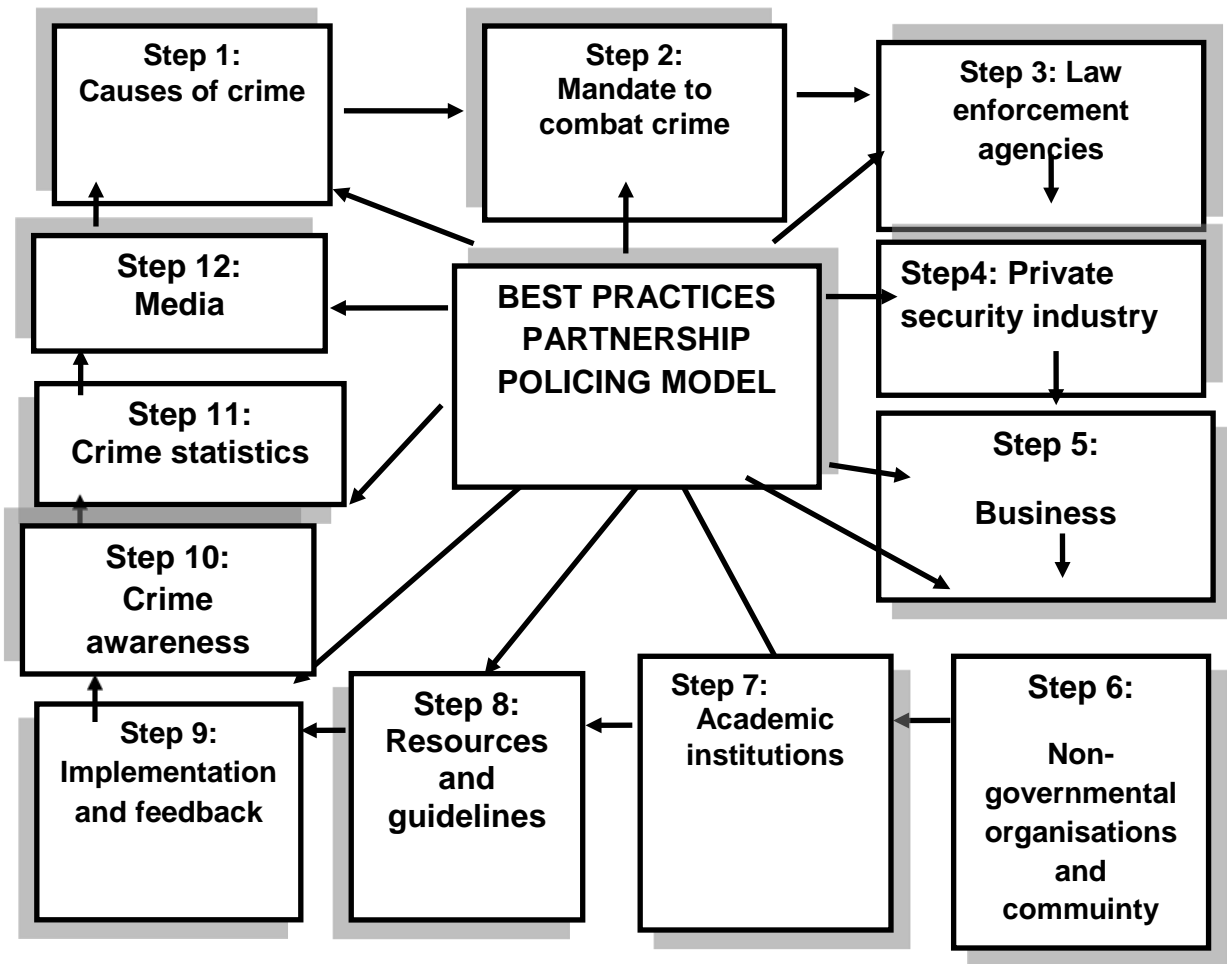 Step 1:
Causes of crime
Step 2:
Mandate to
combat crime
Step 3: Law
enforcement
agencies
Step 12:
Media
BEST PRACTICES
PARTNERSHIP
POLICING MODEL
Step4: Private
security industry
Step 11:
Crime statistics
Step 5:
Business
Step 10:
Crime
awareness
Step 9:
Implementation
and feedback
Step 8:
Resources
and
guidelines
Step 7:
Academic
institutions
Step 6:
Non-
governmental
organisations
and
commuinty